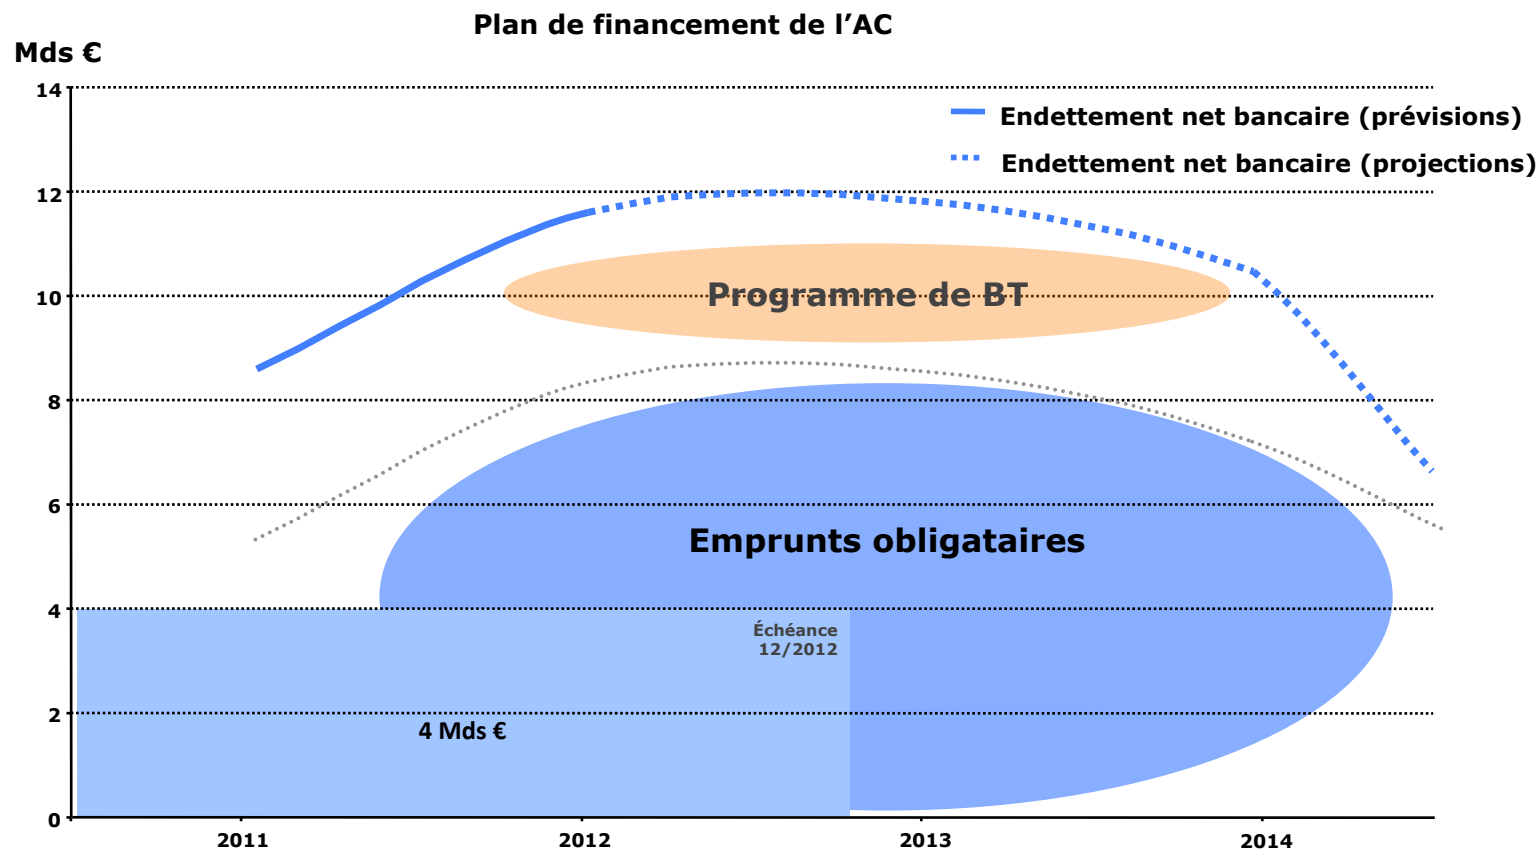 Plan de financement de l’AC
Mds €
14
Endettement net bancaire (prévisions)
Endettement net bancaire (projections)
12
10
Programme de BT
8
6
Emprunts obligataires
4
Échéance
12/2012
2
4 Mds €
0
2011
2012
2013
2014